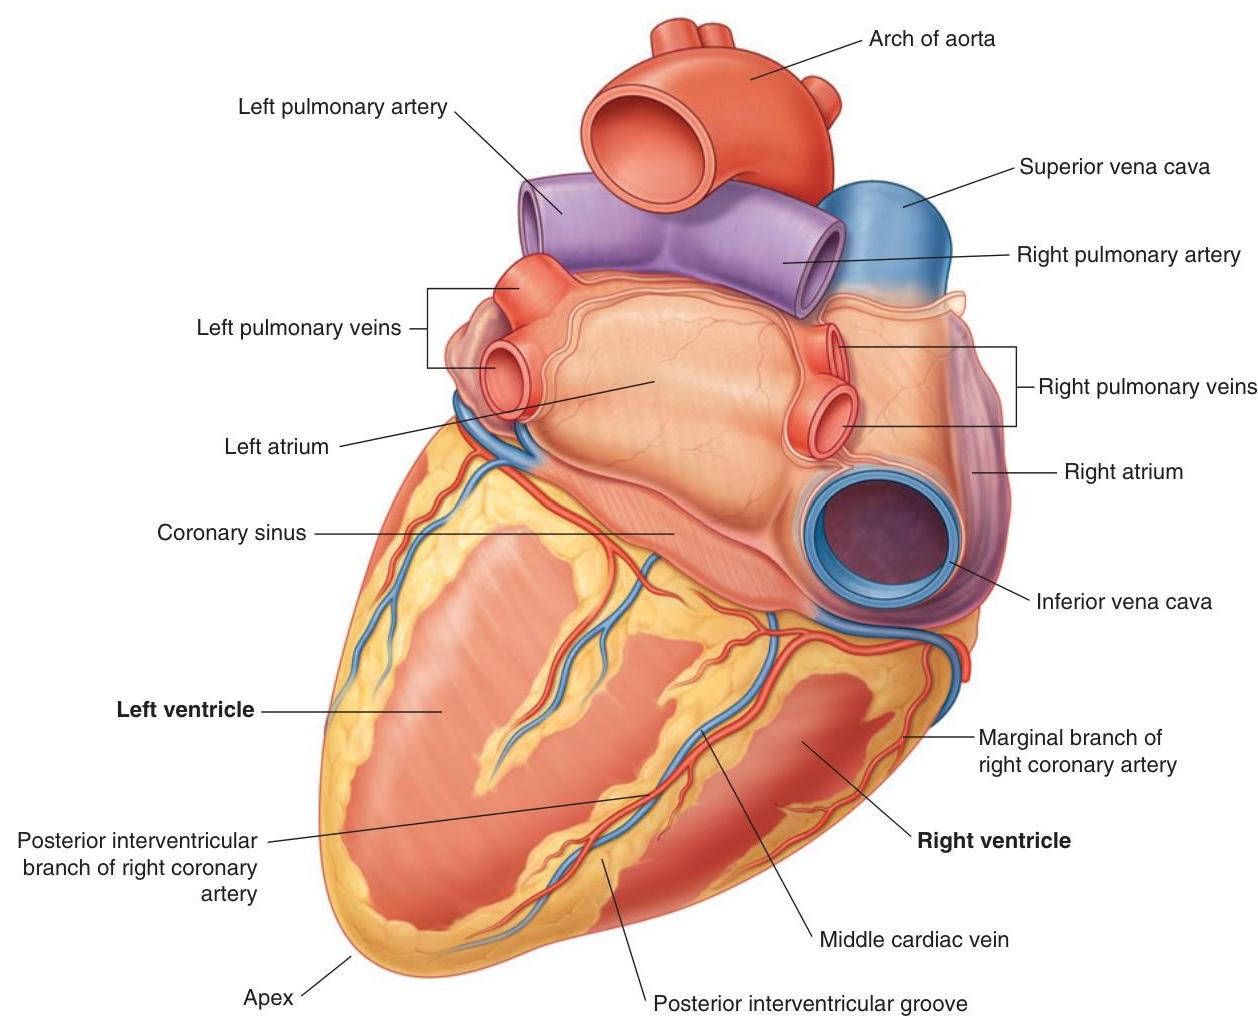 Arch of aorta
Left pulmonary artery
Superior vena cava
Right pulmonary artery
Left pulmonary veins
Right pulmonary veins
Left atrium
Right atrium
Coronary sinus
Inferior vena cava
Left ventricle
Marginal branch of
right coronary artery
Posterior interventricular
branch of right coronary
artery
Right ventricle
Middle cardiac vein
Apex
Posterior interventricular groove